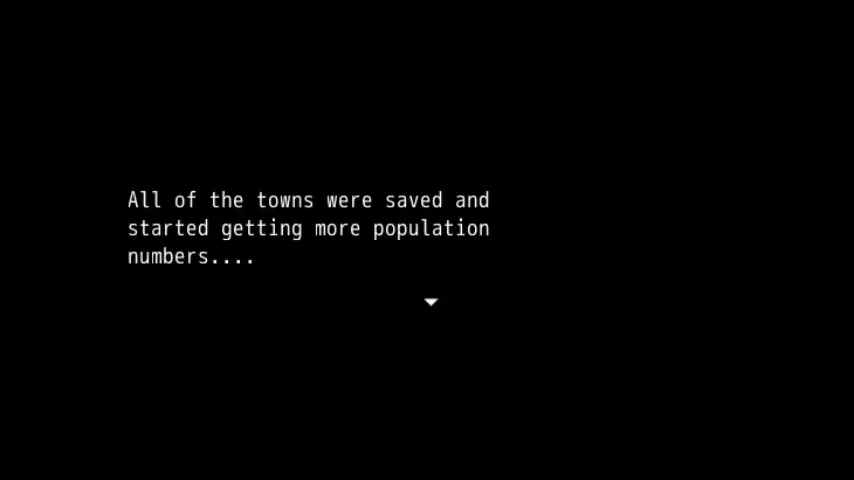 All of the towns were saved and
started getting more population
numbers....